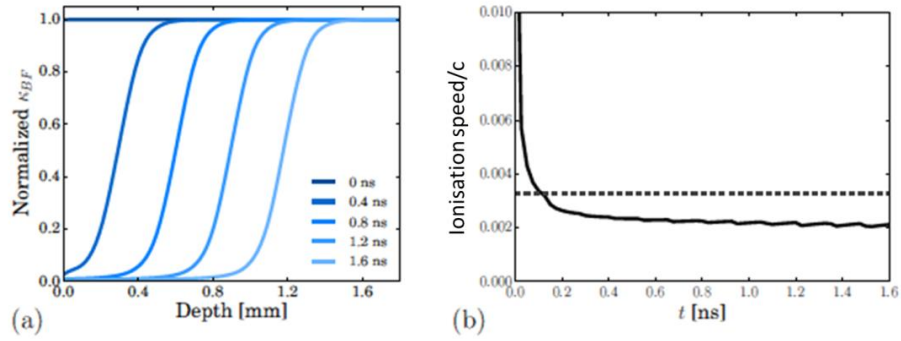 1.0
0.8
0.6
0.4
0.2
0.0
Normalized κBF
0 ns
0.4 ns
0.8 ns
1.2 ns
1.6 ns
0.0 0.4 0.8 1.2 1.6
Depth [mm]
(a)
0.010
0.008
0.006
0.004
0.002
0.000
Ionisation speed/c
0.0 0.2 0.4 0.6 0.8 1.0 1.2 1.4 1.6
t [ns]
(b)